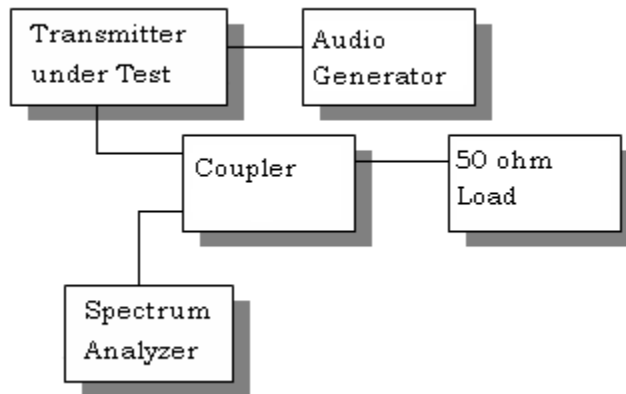 Transmitter
under Test
Audio
Generator
Coupler
50 ohm
Load
Spectrum
Analyzer